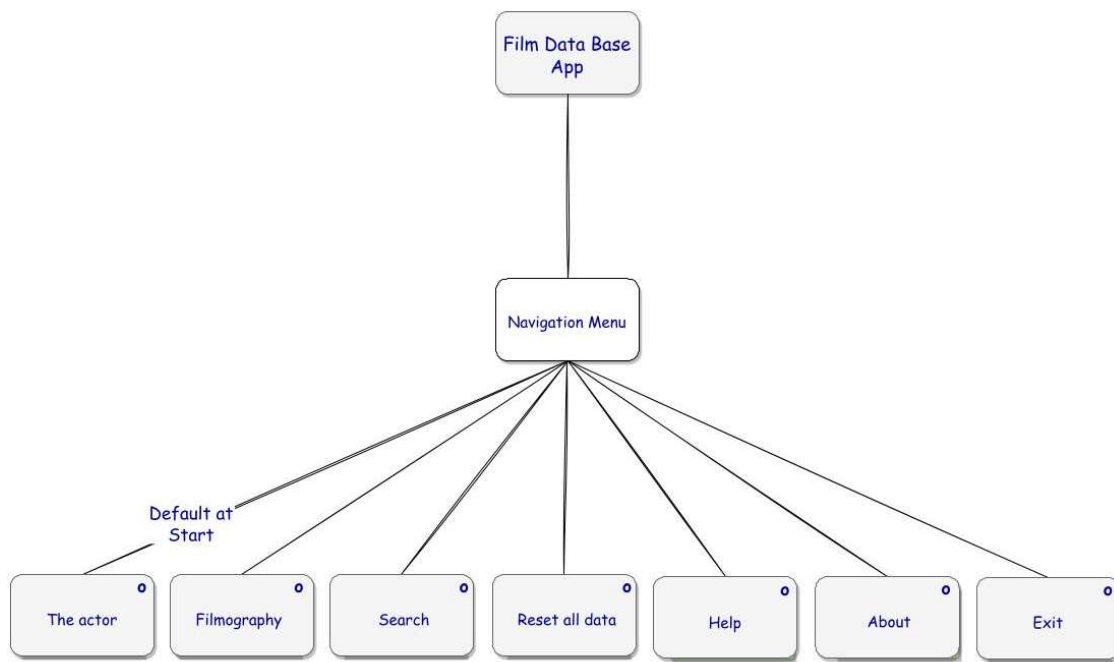 Film Data Base
App
Navigation Menu
Default at
Start
o
o
o
o
o
o
o
The actor
Filmography
Search
Reset all data
Help
About
Exit